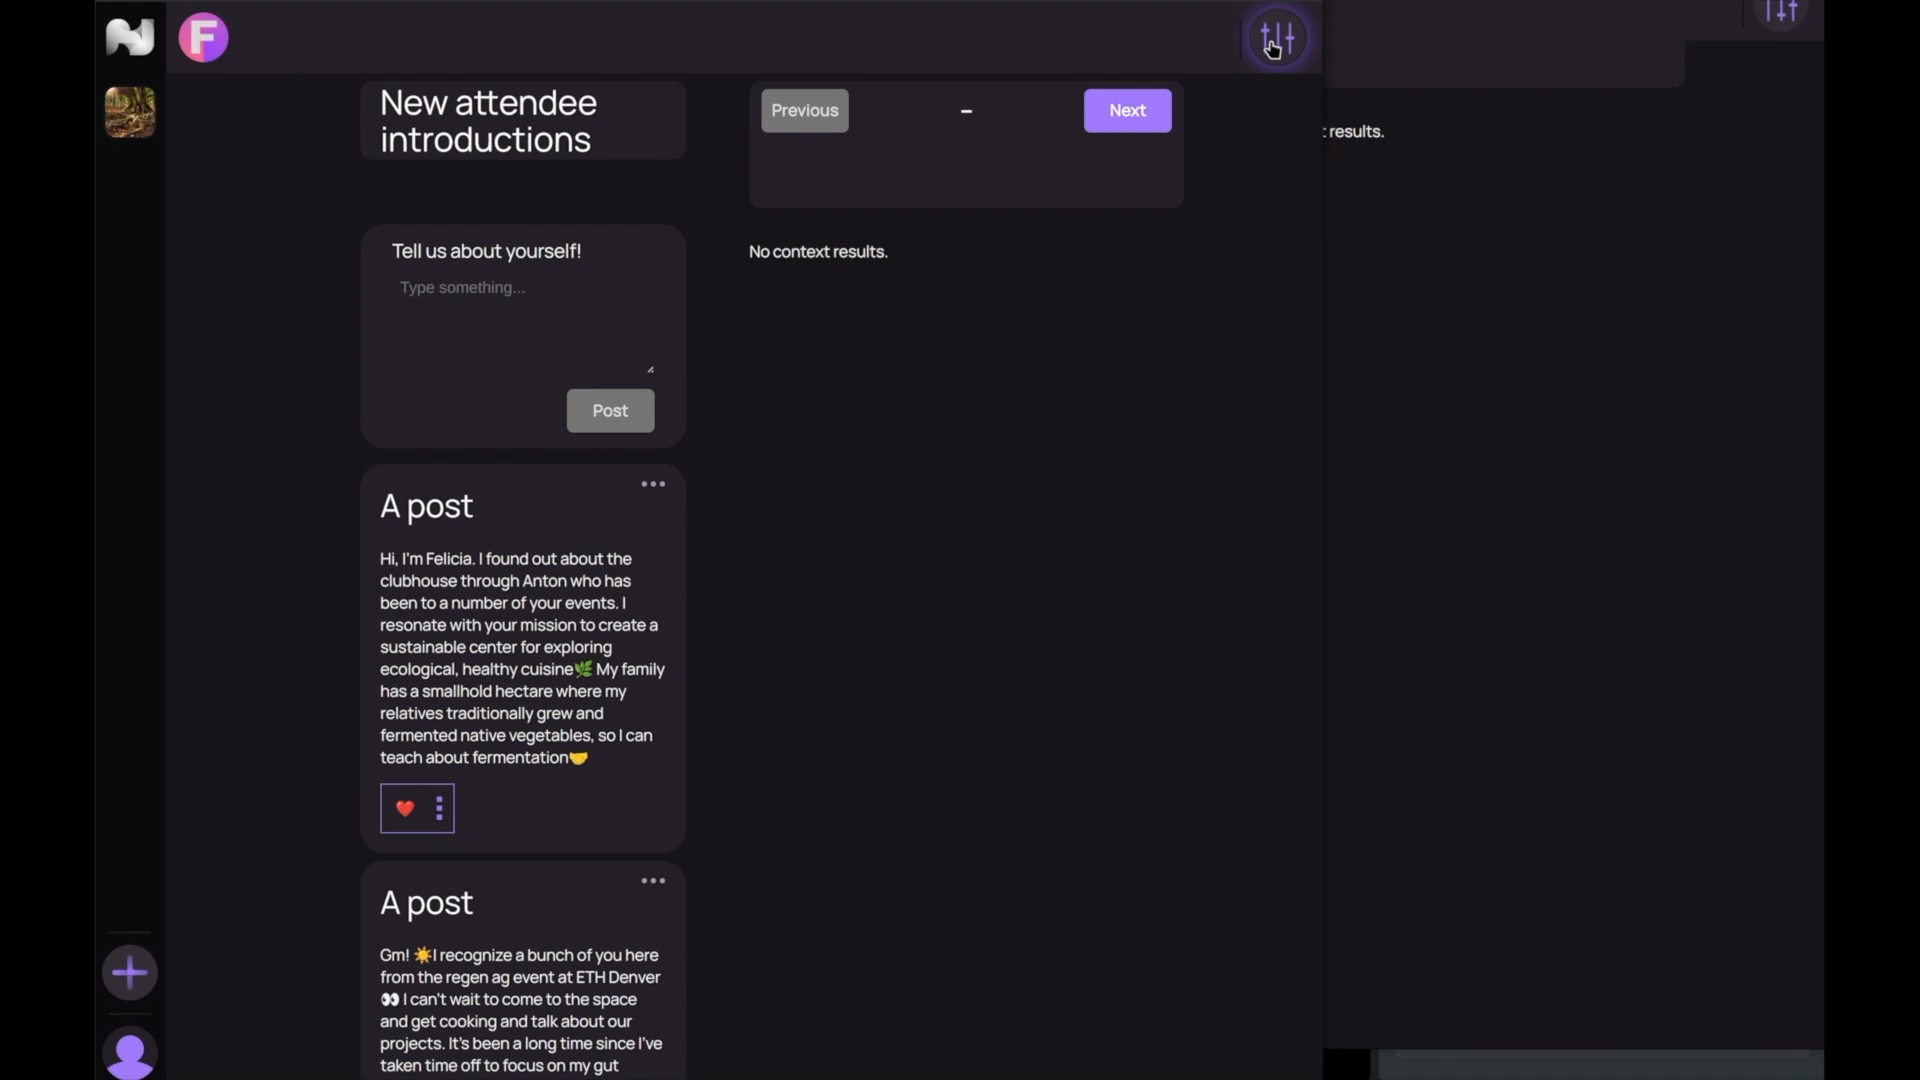 F
New attendee
introductions
Previous
–
Next
t results.
Tell us about yourself!
Type something...
Post
No context results.
A post
Hi, I'm Felicia. I found out about the
clubhouse through Anton who has
been to a number of your events. I
resonate with your mission to create a
sustainable center for exploring
ecological, healthy cuisine🌿 My family
has a smallhold hectare where my
relatives traditionally grew and
fermented native vegetables, so I can
teach about fermentation🤝
A post
Gm! ☀️I recognize a bunch of you here
from the regen ag event at ETH Denver
👀 I can't wait to come to the space
and get cooking and talk about our
projects. It's been a long time since I've
taken time off to focus on my gut